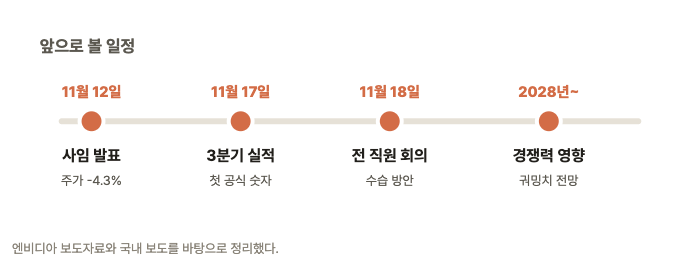 앞으로 볼 일정
11월 12일 11월 17일 11월 18일 2028년~
사임 발표 3분기 실적 전 직원 회의 경쟁력 영향
주가 -4.3% 첫 공식 숫자 수습 방안 궈밍치 전망
엔비디아 보도자료와 국내 보도를 바탕으로 정리했다.